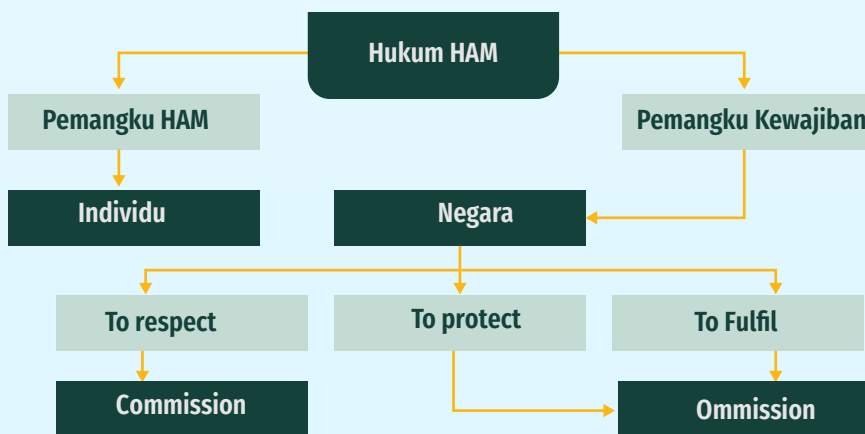 Hukum HAM
Pemangku HAM
Pemangku Kewajiban
Individu
Negara
To respect
To protect
To Fulfil
Commission
Ommission